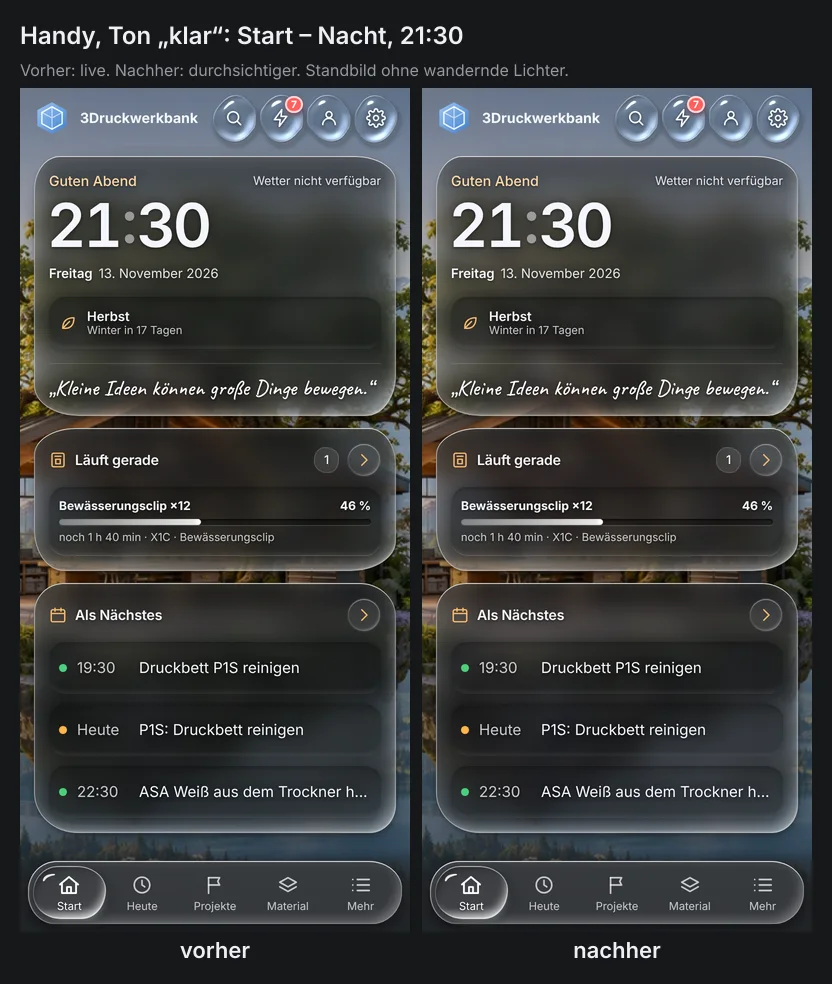 Handy, Ton „klar“: Start – Nacht, 21:30
Vorher: live. Nachher: durchsichtiger. Standbild ohne wandernde Lichter.
3Druckwerkbank
7
Guten Abend
Wetter nicht verfügbar
21:30
Freitag 13. November 2026
Herbst
Winter in 17 Tagen
„Kleine Ideen können große Dinge bewegen.“
Läuft gerade
1
Bewässerungsclip ×12
46 %
noch 1 h 40 min · X1C · Bewässerungsclip
Als Nächstes
19:30 Druckbett P1S reinigen
Heute P1S: Druckbett reinigen
22:30 ASA Weiß aus dem Trockner h...
Start
Heute
Projekte
Material
Mehr
vorher
3Druckwerkbank
7
Guten Abend
Wetter nicht verfügbar
21:30
Freitag 13. November 2026
Herbst
Winter in 17 Tagen
„Kleine Ideen können große Dinge bewegen.“
Läuft gerade
1
Bewässerungsclip ×12
46 %
noch 1 h 40 min · X1C · Bewässerungsclip
Als Nächstes
19:30 Druckbett P1S reinigen
Heute P1S: Druckbett reinigen
22:30 ASA Weiß aus dem Trockner h...
Start
Heute
Projekte
Material
Mehr
nachher